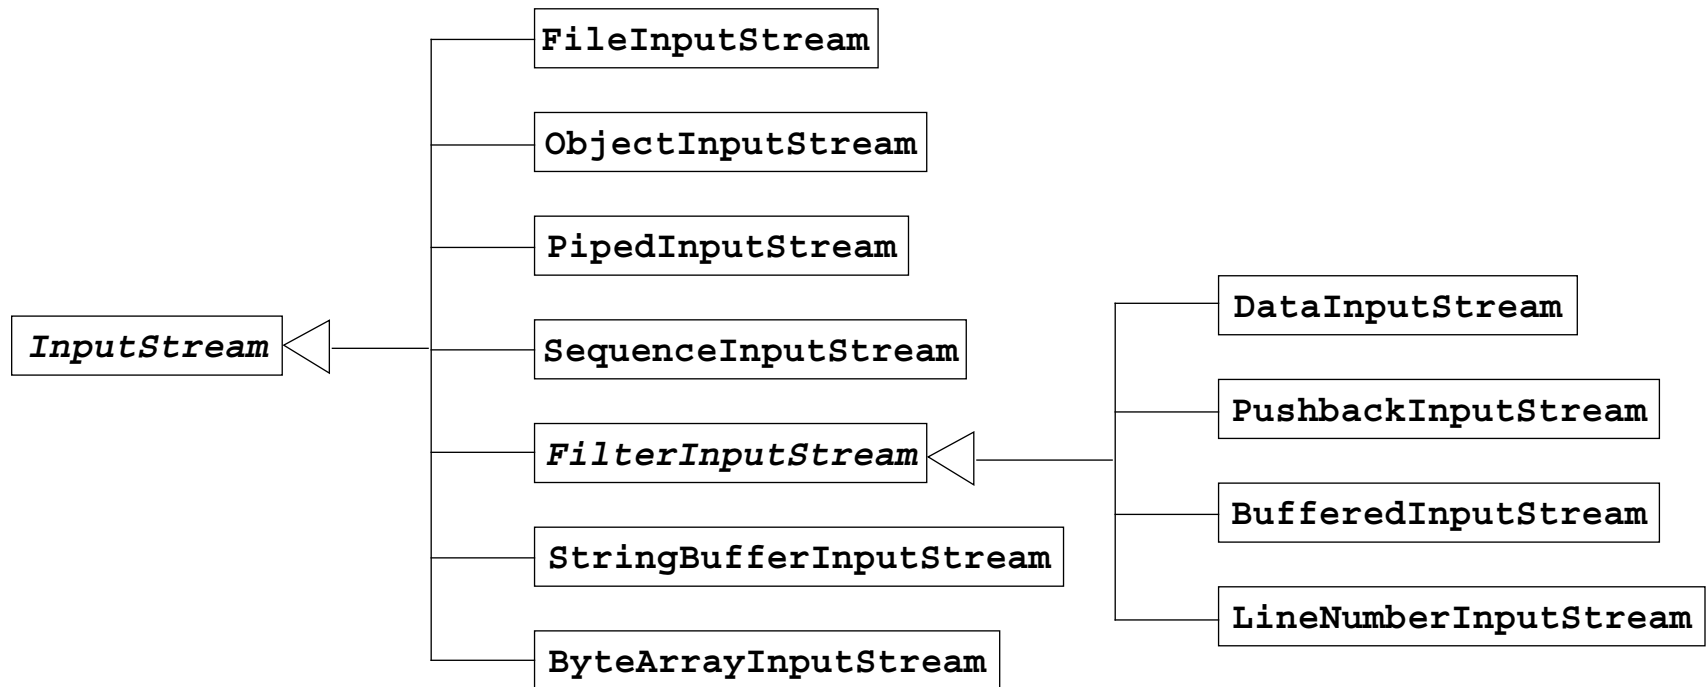 FileInputStream
ObjectInputStream
PipedInputStream
InputStream
SequenceInputStream
FilterInputStream
StringBufferInputStream
ByteArrayInputStream
DataInputStream
PushbackInputStream
BufferedInputStream
LineNumberInputStream